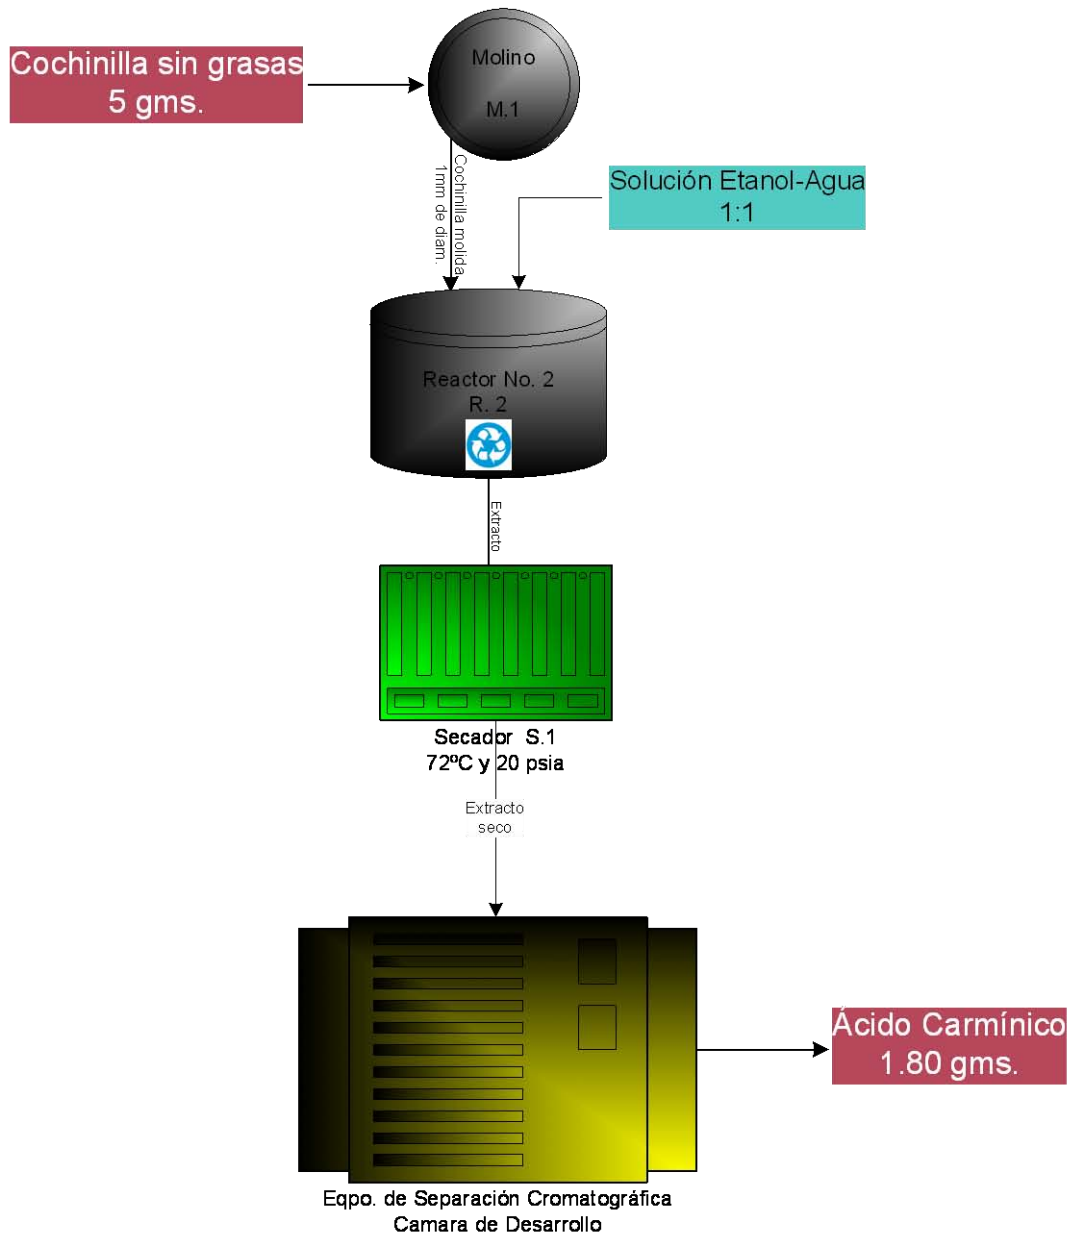 Cochinilla sin grasas
5 gms.
Molino
M.1
Cochinilla molida
1mm de diam.
Solución Etanol-Agua
1:1
Reactor No. 2
R. 2
Extracto
Secador S.1
72ºC y 20 psia
Extracto
seco
Ácido Carmínico
1.80 gms.
Eqpo. de Separación Cromatográfica
Camara de Desarrollo